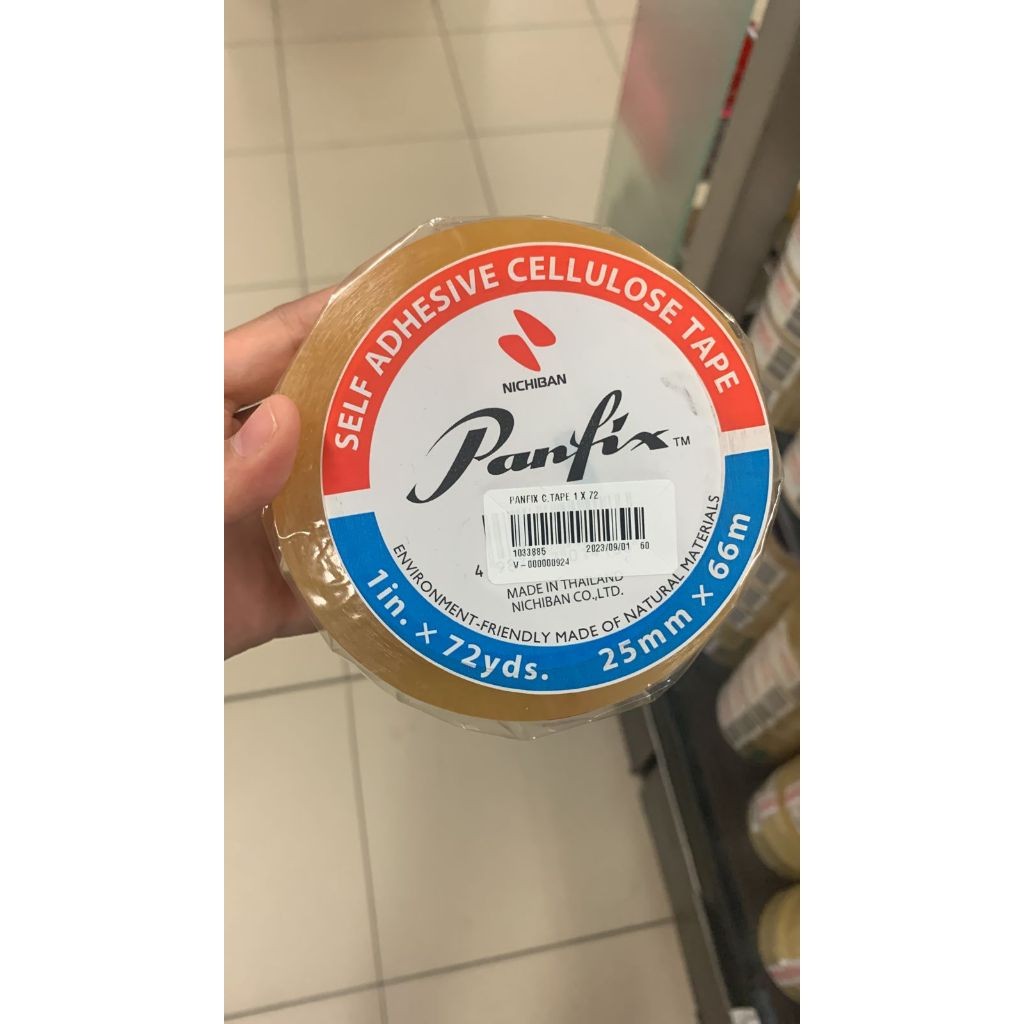 SELF ADHESIVE CELLULOSE TAPE
NICHIBAN
Panfix™
PANFIX C.TAPE 1 X 72
1033885 2023/09/01 60
V-000000924
4
MADE IN THAILAND
NICHIBAN CO.,LTD.
ENVIRONMENT-FRIENDLY MADE OF NATURAL MATERIALS
1in. × 72yds. 25mm × 66m